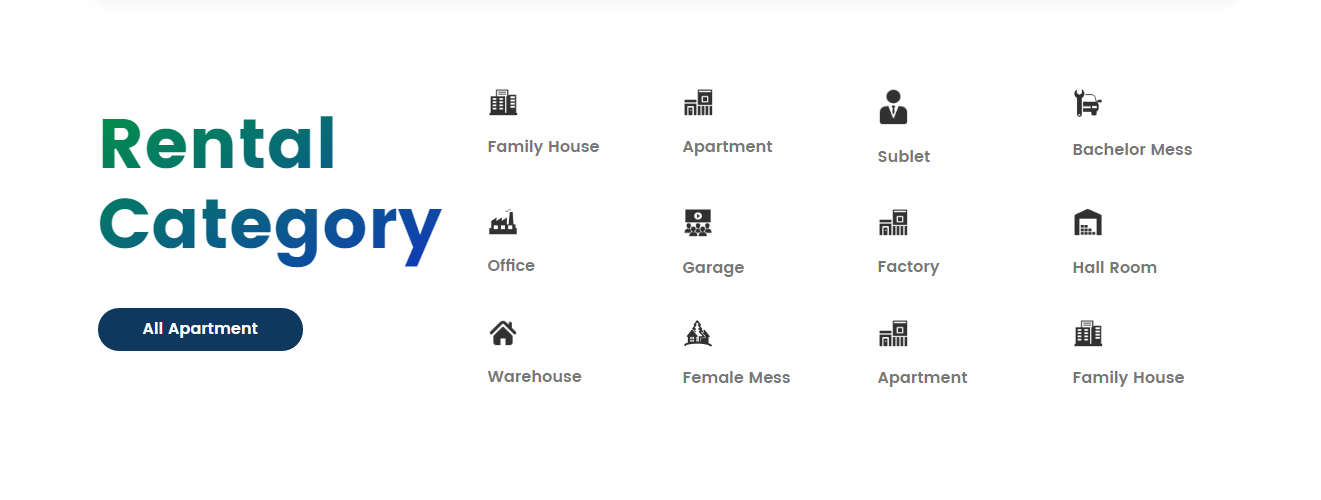 Rental
Category
All Apartment
Family House
Apartment
Sublet
Bachelor Mess
Office
Garage
Factory
Hall Room
Warehouse
Female Mess
Apartment
Family House